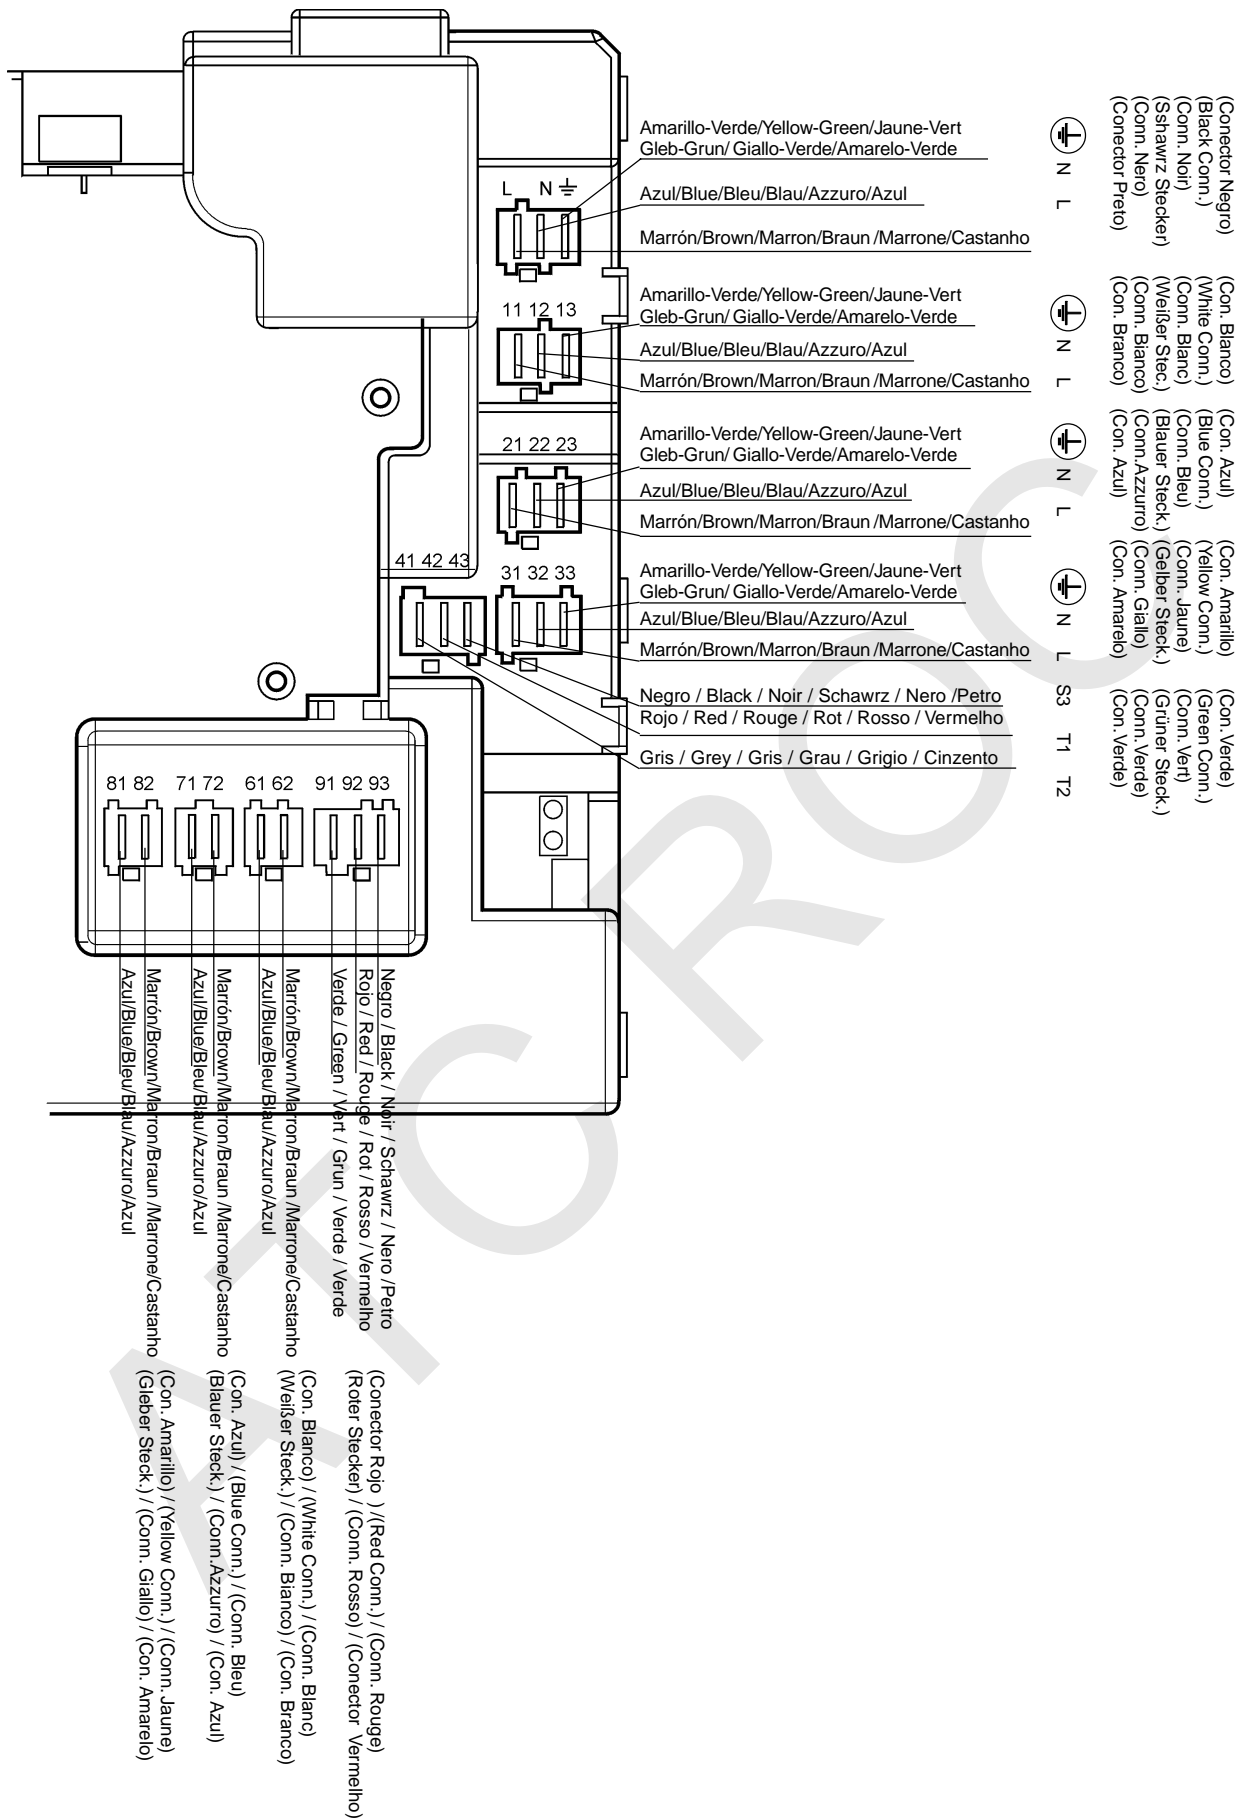 Amarillo-Verde/Yellow-Green/Jaune-Vert
Gleb-Grun/ Giallo-Verde/Amarelo-Verde
Azul/Blue/Bleu/Blau/Azzuro/Azul
Marrón/Brown/Marron/Braun /Marrone/Castanho
L N
N L
(Conector Negro)
(Black Conn.)
(Conn. Noir)
(Sshawrz Stecker)
(Conn. Nero)
(Conector Preto)
Amarillo-Verde/Yellow-Green/Jaune-Vert
Gleb-Grun/ Giallo-Verde/Amarelo-Verde
11 12 13
Azul/Blue/Bleu/Blau/Azzuro/Azul
Marrón/Brown/Marron/Braun /Marrone/Castanho
N L
(Con. Blanco)
(White Conn.)
(Conn. Blanc)
(Weißer Stec.)
(Conn. Bianco)
(Con. Branco)
Amarillo-Verde/Yellow-Green/Jaune-Vert
21 22 23
Gleb-Grun/ Giallo-Verde/Amarelo-Verde
Azul/Blue/Bleu/Blau/Azzuro/Azul
Marrón/Brown/Marron/Braun /Marrone/Castanho
N L
(Con. Azul)
(Blue Conn.)
(Conn. Bleu)
(Blauer Steck.)
(Conn.Azzurro)
(Con. Azul)
41 42 43
31 32 33
Amarillo-Verde/Yellow-Green/Jaune-Vert
Gleb-Grun/ Giallo-Verde/Amarelo-Verde
Azul/Blue/Bleu/Blau/Azzuro/Azul
Marrón/Brown/Marron/Braun /Marrone/Castanho
N L
(Con. Amarillo)
(Yellow Conn.)
(Conn. Jaune)
(Gelber Steck.)
(Conn. Giallo)
(Con. Amarelo)
Negro / Black / Noir / Schawrz / Nero /Petro
Rojo / Red / Rouge / Rot / Rosso / Vermelho
Gris / Grey / Gris / Grau / Grigio / Cinzento
S3 T1 T2
(Con.Verde)
(Green Conn.)
(Conn.Vert)
(Grüner Steck.)
(Conn.Verde)
(Con.Verde)
81 82 71 72 61 62 91 92 93
Negro / Black / Noir / Schawrz / Nero /Petro
Rojo / Red / Rouge / Rot / Rosso / Vermelho
Verde / Green / Vert / Grun / Verde / Verde
(Conector Rojo ) /(Red Conn.) / (Conn. Rouge)
(Roter Stecker) / (Conn. Rosso) / (Conector Vermelho)
Marrón/Brown/Marron/Braun /Marrone/Castanho
Azul/Blue/Bleu/Blau/Azzuro/Azul
(Con. Blanco) / (White Conn.) / (Conn. Blanc)
(Weißer Steck.) / (Conn. Bianco) / (Con. Branco)
Marrón/Brown/Marron/Braun /Marrone/Castanho
Azul/Blue/Bleu/Blau/Azzuro/Azul
(Con. Azul) / (Blue Conn.) / (Conn. Bleu)
(Blauer Steck.) / (Conn.Azzurro) / (Con. Azul)
Marrón/Brown/Marron/Braun /Marrone/Castanho
Azul/Blue/Bleu/Blau/Azzuro/Azul
(Con. Amarillo) / (Yellow Conn.) / (Conn. Jaune)
(Gleber Steck.) / (Conn. Giallo) / (Con. Amarelo)
ATC ROC